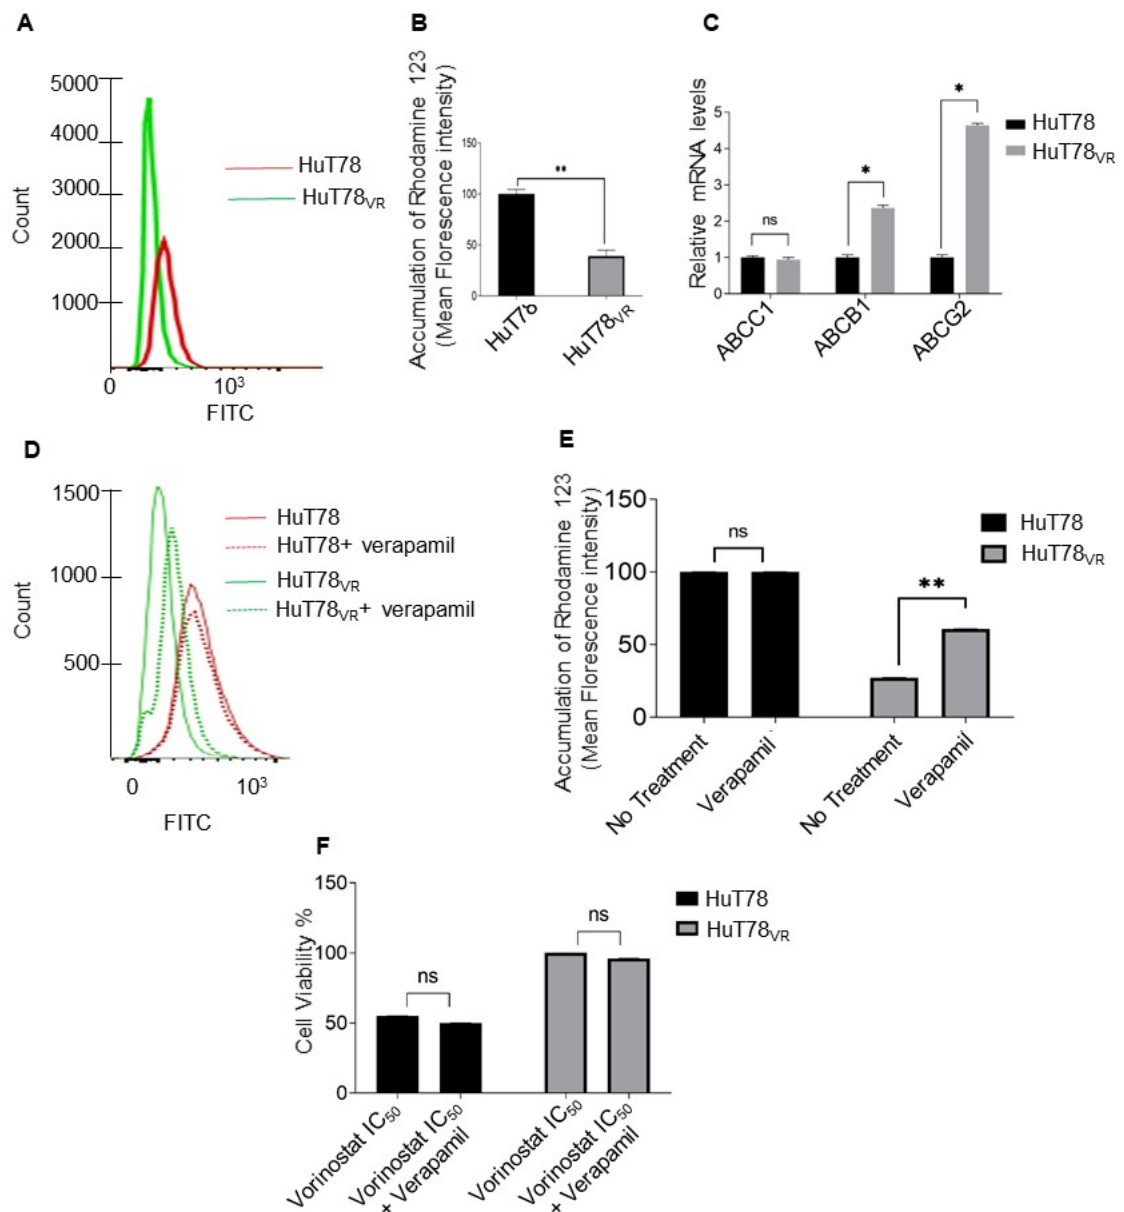 A
Count
5000
4000
3000
2000
1000
0
10³
FITC
HuT78
HuT78VR
B
Accumulation of Rhodamine 123
(Mean Florescence intensity)
150
100
50
0
**
HuT78
HuT78VR
C
Relative mRNA levels
5
4
3
2
1
0
ns
*
*
ABCC1
ABCB1
ABCG2
HuT78
HuT78VR
D
Count
1500
1000
500
0
10³
FITC
HuT78
HuT78+ verapamil
HuT78VR
HuT78VR+ verapamil
E
Accumulation of Rhodamine 123
(Mean Florescence intensity)
150
100
50
0
ns
**
No Treatment
Verapamil
No Treatment
Verapamil
HuT78
HuT78VR
F
Cell Viability %
150
100
50
0
ns
ns
Vorinostat IC50
Vorinostat IC50
+ Verapamil
Vorinostat IC50
Vorinostat IC50
+ Verapamil
HuT78
HuT78VR